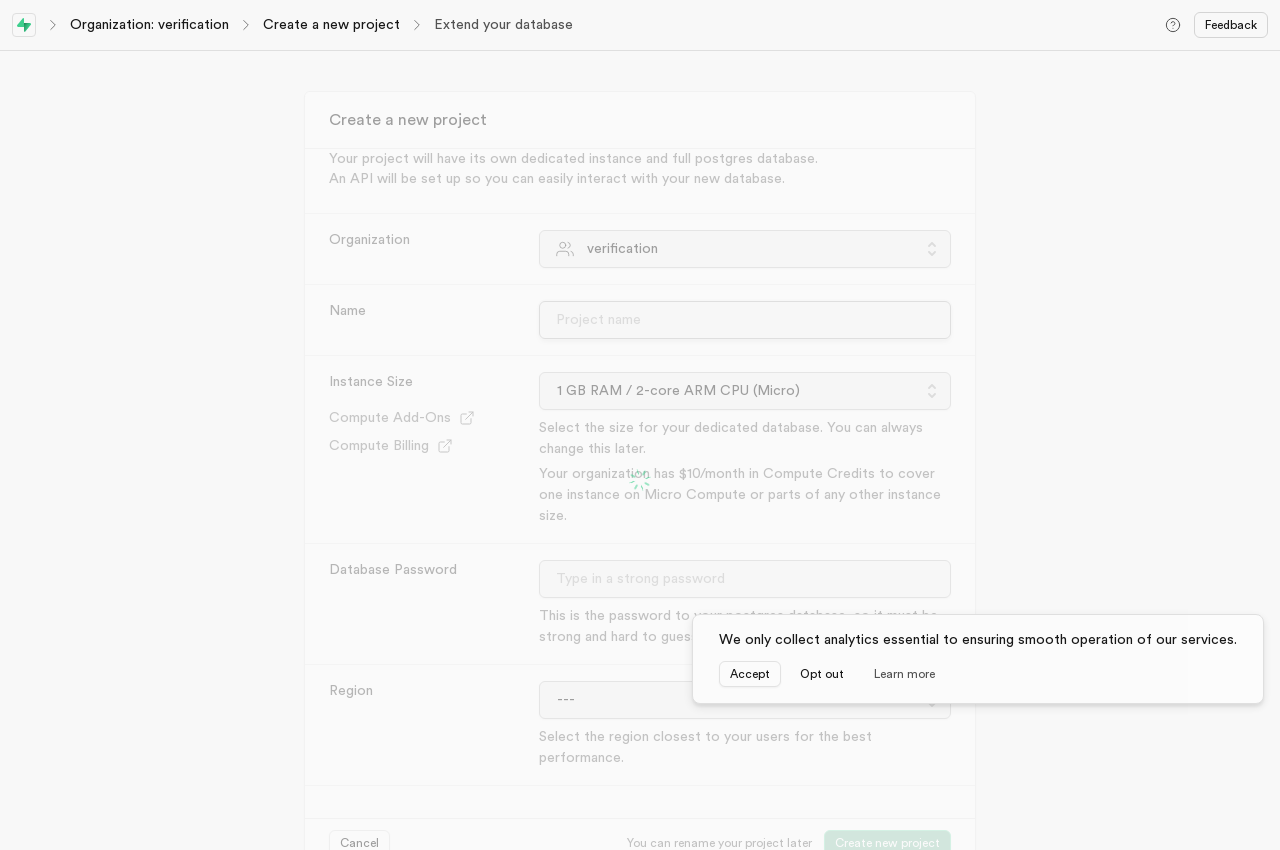 Organization: verification
Create a new project
Extend your database
Feedback
Create a new project
Your project will have its own dedicated instance and full postgres database.
An API will be set up so you can easily interact with your new database.
Organization
verification
Name
Project name
Instance Size
1 GB RAM / 2-core ARM CPU (Micro)
Compute Add-Ons
Compute Billing
Select the size for your dedicated database. You can always
change this later.
Your organization has $10/month in Compute Credits to cover
one instance on Micro Compute or parts of any other instance
size.
Database Password
Type in a strong password
This is the password to your postgres database, so it must be
strong and hard to gues
We only collect analytics essential to ensuring smooth operation of our services.
Accept
Opt out
Learn more
Region
---
Select the region closest to your users for the best
performance.
Cancel
You can rename your project later
Create new project